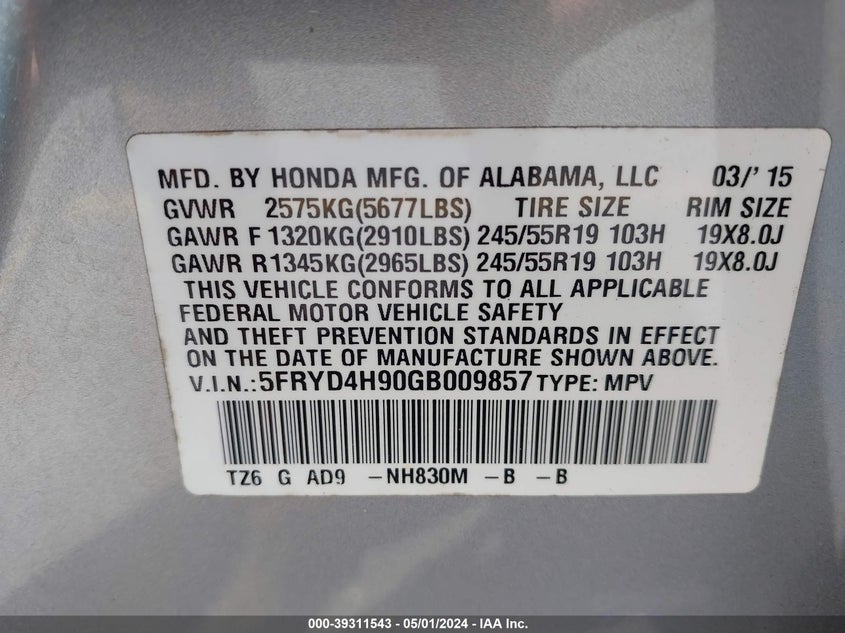 MFD. BY HONDA MFG. OF ALABAMA, LLC 03/' 15
GVWR 2575KG(5677LBS) TIRE SIZE RIM SIZE
GAWR F 1320KG(2910LBS) 245/55R19 103H 19X8.0J
GAWR R1345KG(2965LBS) 245/55R19 103H 19X8.0J
THIS VEHICLE CONFORMS TO ALL APPLICABLE
FEDERAL MOTOR VEHICLE SAFETY
AND THEFT PREVENTION STANDARDS IN EFFECT
ON THE DATE OF MANUFACTURE SHOWN ABOVE.
V.I.N.: 5FRYD4H90GB009857 TYPE: MPV
TZ6 G AD9 -NH830M -B -B
000-39311543 - 05/01/2024 - IAA Inc.